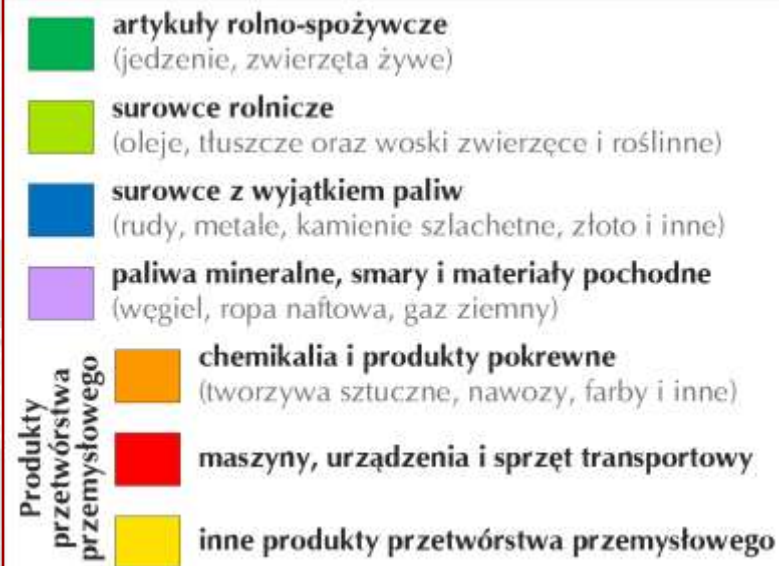 artykuły rolno-spożywcze
(jedzenie, zwierzęta żywe)
surowce rolnicze
(oleje, tłuszcze oraz woski zwierzęce i roślinne)
surowce z wyjątkiem paliw
(rudy, metale, kamienie szlachetne, złoto i inne)
paliwa mineralne, smary i materiały pochodne
(węgiel, ropa naftowa, gaz ziemny)
Produkty
przetwórstwa
przemysłowego
chemikalia i produkty pokrewne
(tworzywa sztuczne, nawozy, farby i inne)
maszyny, urządzenia i sprzęt transportowy
inne produkty przetwórstwa przemysłowego